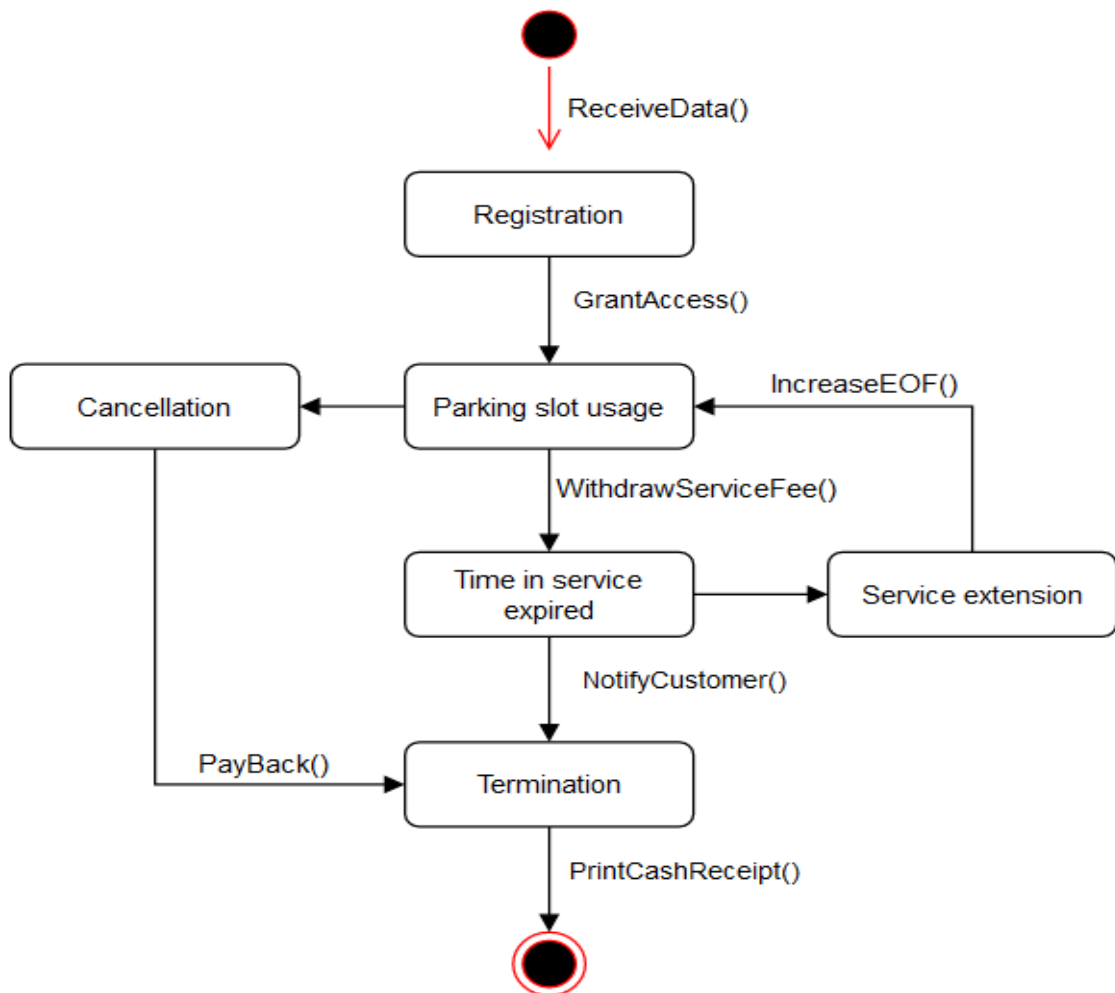 ReceiveData()
Registration
GrantAccess()
IncreaseEOF()
Cancellation
Parking slot usage
WithdrawServiceFee()
Time in service
expired
Service extension
NotifyCustomer()
PayBack()
Termination
PrintCashReceipt()